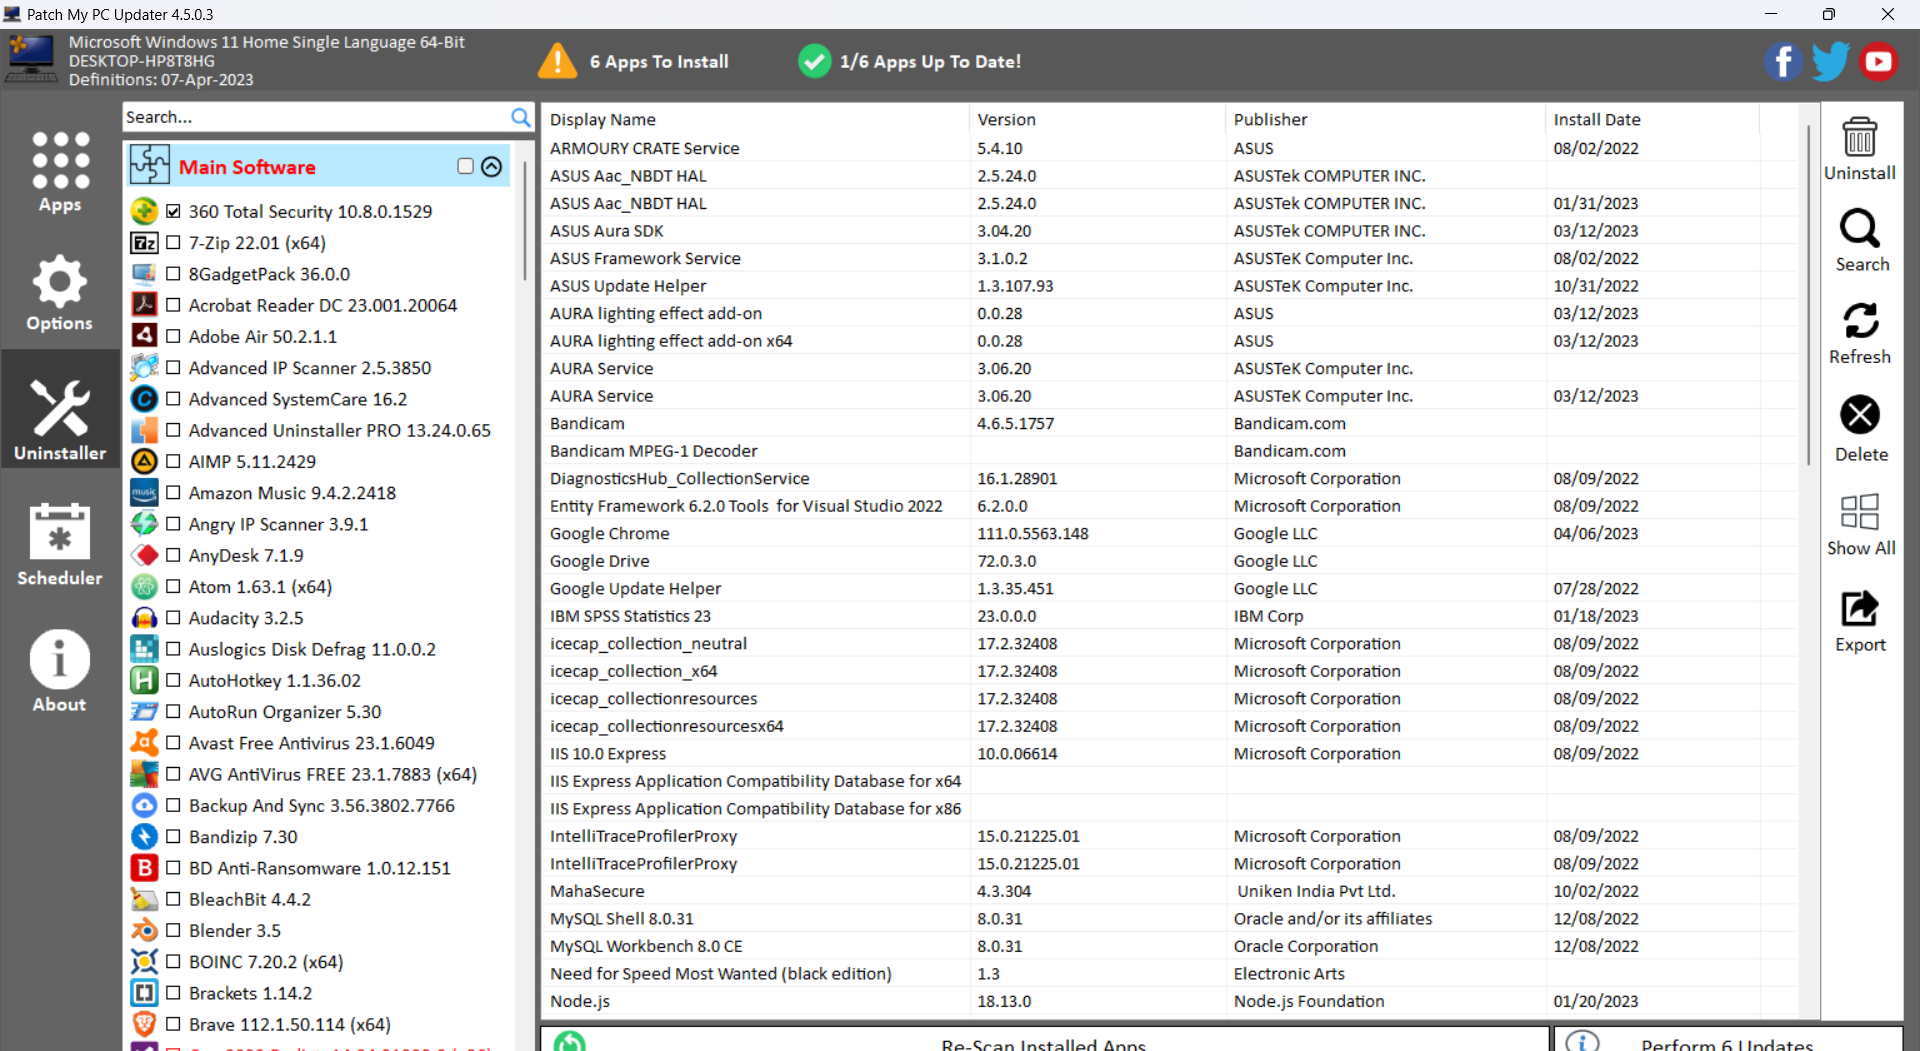 Patch My PC Updater 4.5.0.3
Microsoft Windows 11 Home Single Language 64-Bit
DESKTOP-HP8T8HG
Definitions: 07-Apr-2023
6 Apps To Install
1/6 Apps Up To Date!
Apps
Options
Uninstaller
Scheduler
About
Search...
Main Software
360 Total Security 10.8.0.1529
7-Zip 22.01 (x64)
8GadgetPack 36.0.0
Acrobat Reader DC 23.001.20064
Adobe Air 50.2.1.1
Advanced IP Scanner 2.5.3850
Advanced SystemCare 16.2
Advanced Uninstaller PRO 13.24.0.65
AIMP 5.11.2429
music Amazon Music 9.4.2.2418
Angry IP Scanner 3.9.1
AnyDesk 7.1.9
Atom 1.63.1 (x64)
Audacity 3.2.5
Auslogics Disk Defrag 11.0.0.2
AutoHotkey 1.1.36.02
AutoRun Organizer 5.30
Avast Free Antivirus 23.1.6049
AVG AntiVirus FREE 23.1.7883 (x64)
Backup And Sync 3.56.3802.7766
Bandizip 7.30
BD Anti-Ransomware 1.0.12.151
BleachBit 4.4.2
Blender 3.5
BOINC 7.20.2 (x64)
Brackets 1.14.2
Brave 112.1.50.114 (x64)
Display Name Version Publisher Install Date
ARMOURY CRATE Service 5.4.10 ASUS 08/02/2022
ASUS Aac_NBDT HAL 2.5.24.0 ASUSTek COMPUTER INC.
ASUS Aac_NBDT HAL 2.5.24.0 ASUSTek COMPUTER INC. 01/31/2023
ASUS Aura SDK 3.04.20 ASUSTek COMPUTER INC. 03/12/2023
ASUS Framework Service 3.1.0.2 ASUSTeK Computer Inc. 08/02/2022
ASUS Update Helper 1.3.107.93 ASUSTeK Computer Inc. 10/31/2022
AURA lighting effect add-on 0.0.28 ASUS 03/12/2023
AURA lighting effect add-on x64 0.0.28 ASUS 03/12/2023
AURA Service 3.06.20 ASUSTeK Computer Inc.
AURA Service 3.06.20 ASUSTeK Computer Inc. 03/12/2023
Bandicam 4.6.5.1757 Bandicam.com
Bandicam MPEG-1 Decoder Bandicam.com
DiagnosticsHub_CollectionService 16.1.28901 Microsoft Corporation 08/09/2022
Entity Framework 6.2.0 Tools for Visual Studio 2022 6.2.0.0 Microsoft Corporation 08/09/2022
Google Chrome 111.0.5563.148 Google LLC 04/06/2023
Google Drive 72.0.3.0 Google LLC
Google Update Helper 1.3.35.451 Google LLC 07/28/2022
IBM SPSS Statistics 23 23.0.0.0 IBM Corp 01/18/2023
icecap_collection_neutral 17.2.32408 Microsoft Corporation 08/09/2022
icecap_collection_x64 17.2.32408 Microsoft Corporation 08/09/2022
icecap_collectionresources 17.2.32408 Microsoft Corporation 08/09/2022
icecap_collectionresourcesx64 17.2.32408 Microsoft Corporation 08/09/2022
IIS 10.0 Express 10.0.06614 Microsoft Corporation 08/09/2022
IIS Express Application Compatibility Database for x64
IIS Express Application Compatibility Database for x86
IntelliTraceProfilerProxy 15.0.21225.01 Microsoft Corporation 08/09/2022
IntelliTraceProfilerProxy 15.0.21225.01 Microsoft Corporation 08/09/2022
MahaSecure 4.3.304 Uniken India Pvt Ltd. 10/02/2022
MySQL Shell 8.0.31 8.0.31 Oracle and/or its affiliates 12/08/2022
MySQL Workbench 8.0 CE 8.0.31 Oracle Corporation 12/08/2022
Need for Speed Most Wanted (black edition) 1.3 Electronic Arts
Node.js 18.13.0 Node.js Foundation 01/20/2023
Re-Scan Installed Apps
Perform 6 Updates
Uninstall
Search
Refresh
Delete
Show All
Export